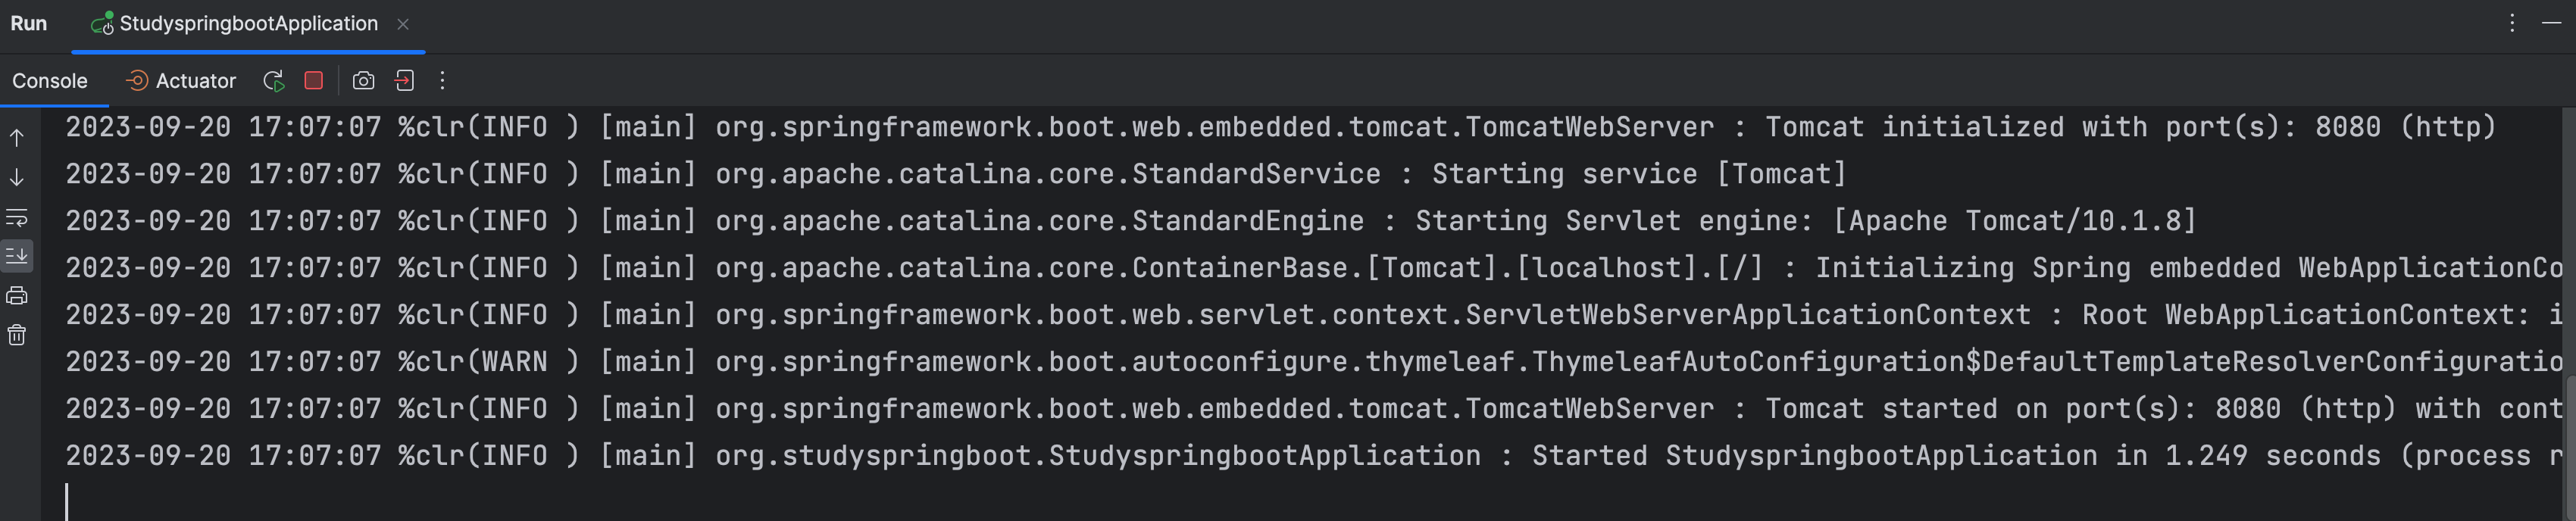 Run StudyspringbootApplication
Console Actuator
2023-09-20 17:07:07 %clr(INFO ) [main] org.springframework.boot.web.embedded.tomcat.TomcatWebServer : Tomcat initialized with port(s): 8080 (http)
2023-09-20 17:07:07 %clr(INFO ) [main] org.apache.catalina.core.StandardService : Starting service [Tomcat]
2023-09-20 17:07:07 %clr(INFO ) [main] org.apache.catalina.core.StandardEngine : Starting Servlet engine: [Apache Tomcat/10.1.8]
2023-09-20 17:07:07 %clr(INFO ) [main] org.apache.catalina.core.ContainerBase.[Tomcat].[localhost].[/] : Initializing Spring embedded WebApplicationCo
2023-09-20 17:07:07 %clr(INFO ) [main] org.springframework.boot.web.servlet.context.ServletWebServerApplicationContext : Root WebApplicationContext: i
2023-09-20 17:07:07 %clr(WARN ) [main] org.springframework.boot.autoconfigure.thymeleaf.ThymeleafAutoConfiguration$DefaultTemplateResolverConfiguratio
2023-09-20 17:07:07 %clr(INFO ) [main] org.springframework.boot.web.embedded.tomcat.TomcatWebServer : Tomcat started on port(s): 8080 (http) with cont
2023-09-20 17:07:07 %clr(INFO ) [main] org.studyspringboot.StudyspringbootApplication : Started StudyspringbootApplication in 1.249 seconds (process r